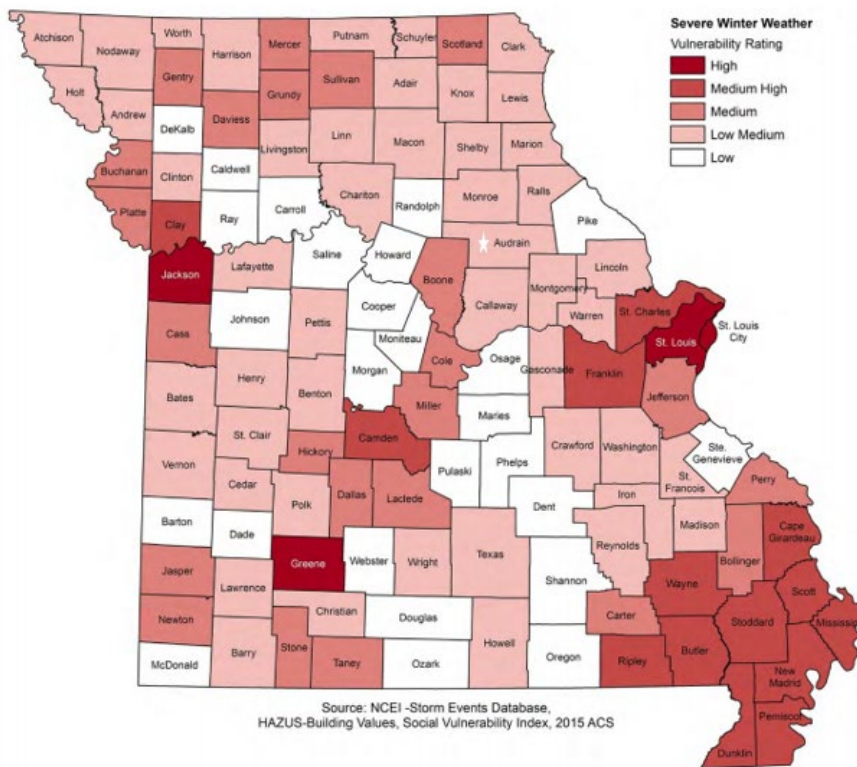 Severe Winter Weather
Vulnerability Rating
High
Medium High
Medium
Low Medium
Low
Atchison
Nodaway
Worth
Harrison
Mercer
Putnam
Schuyler
Scotland
Clark
Gentry
Sullivan
Adair
Holt
Grundy
Knox
Lewis
Andrew
DeKalb
Daviess
Linn
Macon
Shelby
Marion
Livingston
Buchanan
Clinton
Caldwell
Chariton
Monroe
Ralls
Platte
Clay
Ray
Carroll
Randolph
Pike
Audrain
Saline
Howard
Jackson
Lafayette
Boone
Lincoln
Montgomery
Cooper
Callaway
Warren
St. Charles
Johnson
Pettis
Moniteau
St. Louis
St. Louis
City
Cass
Cole
Osage
Gasconade
Franklin
Morgan
Henry
Benton
Miller
Jefferson
Bates
Maries
St. Clair
Camden
Crawford
Washington
Ste.
Genevieve
Hickory
Pulaski
Phelps
Vernon
St.
Francois
Perry
Cedar
Dallas
Laclede
Iron
Polk
Dent
Barton
Madison
Cape
Girardeau
Dade
Reynolds
Bollinger
Greene
Webster
Wright
Texas
Jasper
Shannon
Wayne
Scott
Lawrence
Newton
Christian
Douglas
Carter
Stoddard
Mississip
Howell
McDonald
Barry
Stone
Taney
Ozark
Oregon
Ripley
Butler
New
Madrid
Pemiscot
Dunklin
Source: NCEI -Storm Events Database,
HAZUS-Building Values, Social Vulnerability Index, 2015 ACS